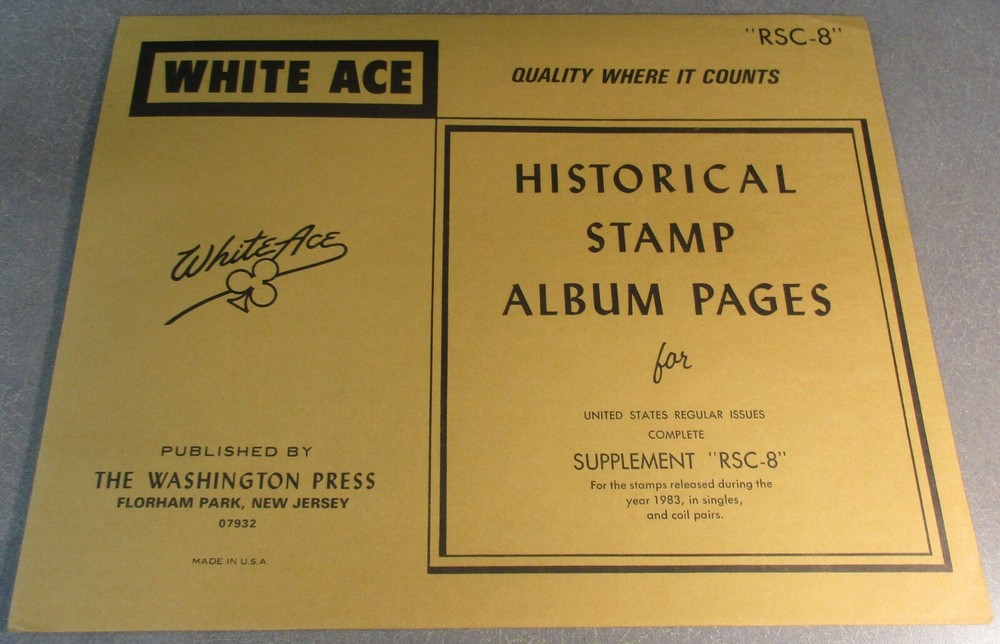 "RSC-8"
WHITE ACE
QUALITY WHERE IT COUNTS
White Ace
PUBLISHED BY
THE WASHINGTON PRESS
FLORHAM PARK, NEW JERSEY
07932
MADE IN U.S.A.
HISTORICAL
STAMP
ALBUM PAGES
for
UNITED STATES REGULAR ISSUES
COMPLETE
SUPPLEMENT "RSC-8"
For the stamps released during the
year 1983, in singles,
and coil pairs.